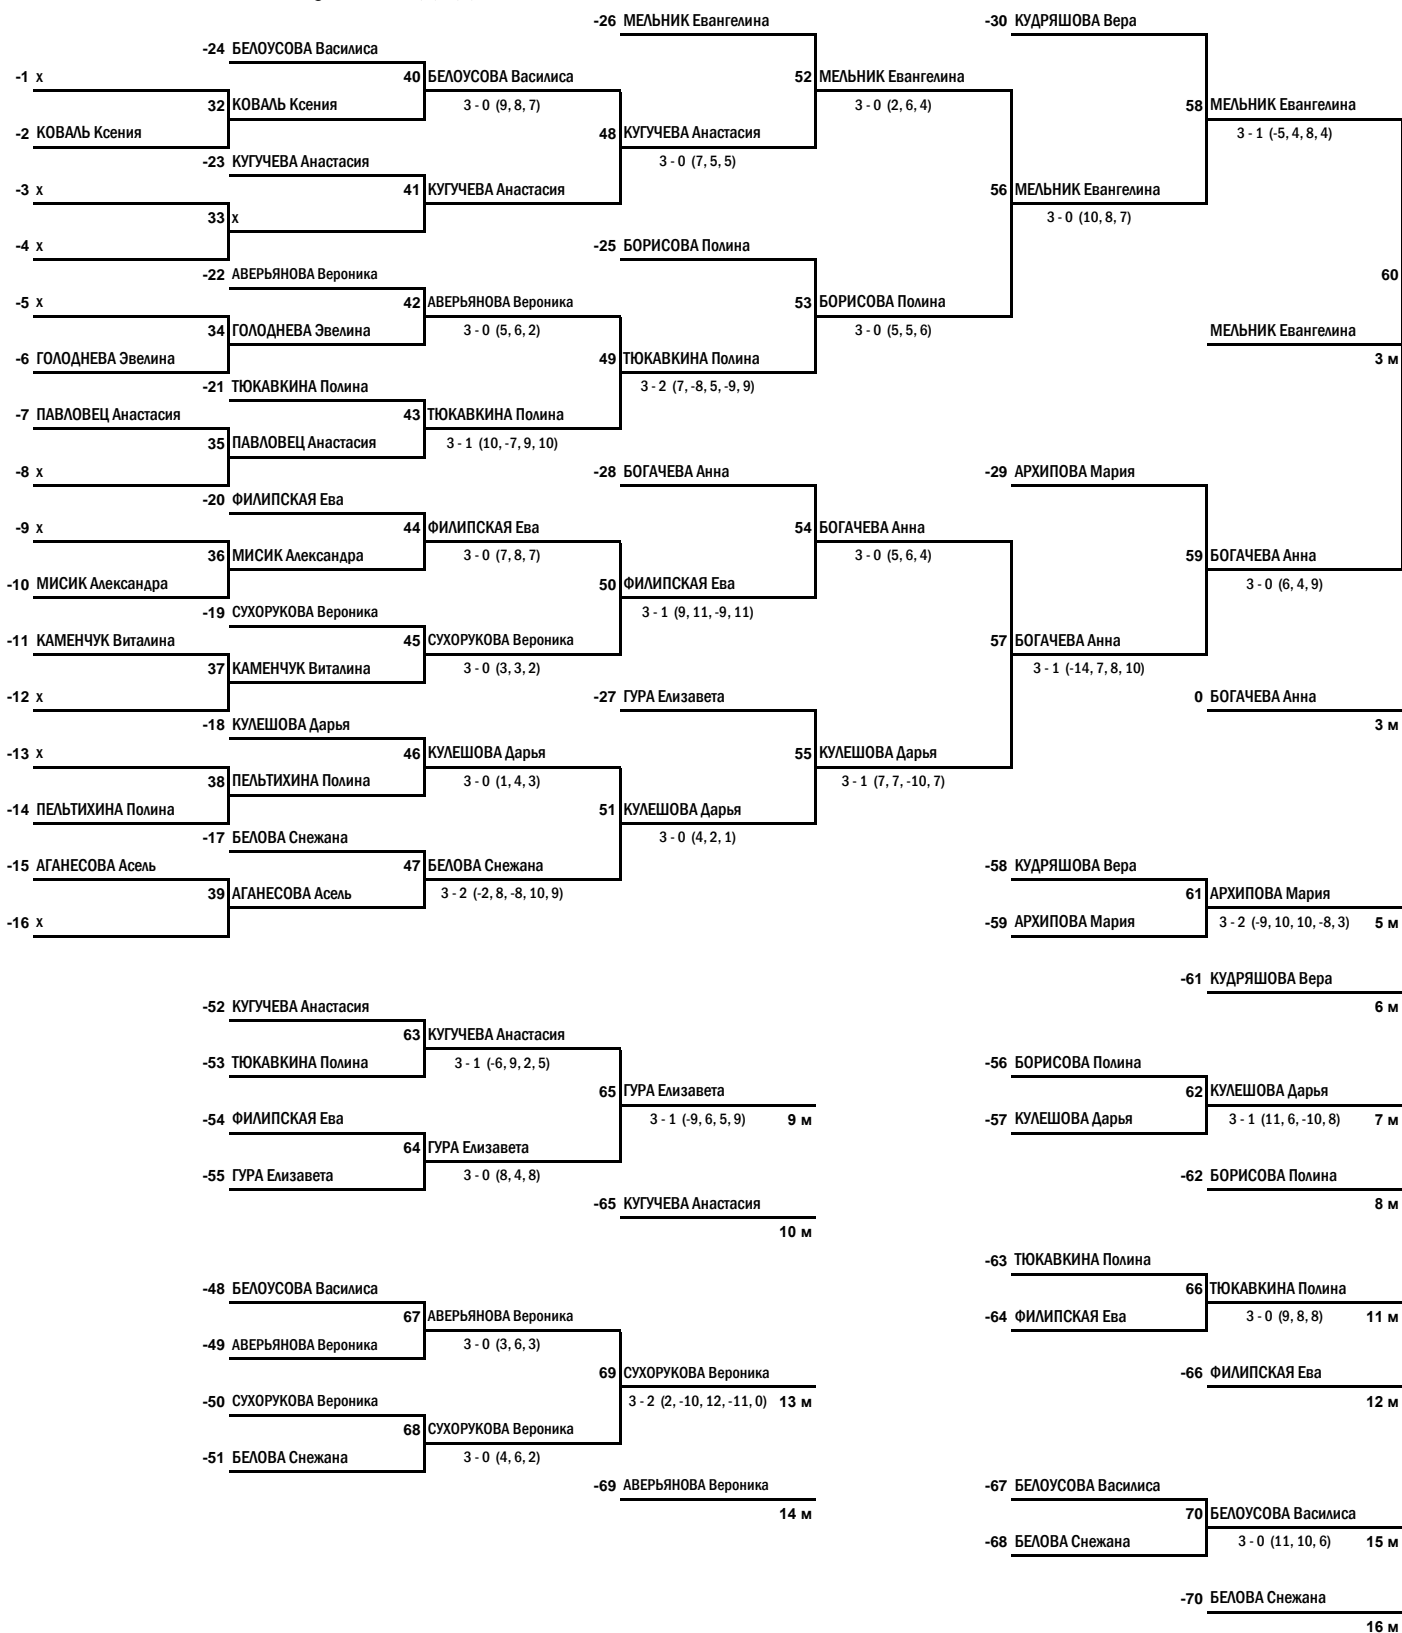 -26 МЕЛЬНИК Евангелина
-30 КУДРЯШОВА Вера
-24 БЕЛОУСОВА Василиса
-1 x
40 БЕЛОУСОВА Василиса
52 МЕЛЬНИК Евангелина
32 КОВАЛЬ Ксения
3 - 0 (9, 8, 7)
3 - 0 (2, 6, 4)
58 МЕЛЬНИК Евангелина
-2 КОВАЛЬ Ксения
48 КУГУЧЕВА Анастасия
3 - 1 (-5, 4, 8, 4)
-23 КУГУЧЕВА Анастасия
3 - 0 (7, 5, 5)
-3 x
41 КУГУЧЕВА Анастасия
56 МЕЛЬНИК Евангелина
33 x
3 - 0 (10, 8, 7)
-4 x
-25 БОРИСОВА Полина
-22 АВЕРЬЯНОВА Вероника
60
-5 x
42 АВЕРЬЯНОВА Вероника
53 БОРИСОВА Полина
34 ГОЛОДНЕВА Эвелина
3 - 0 (5, 6, 2)
3 - 0 (5, 5, 6)
МЕЛЬНИК Евангелина
-6 ГОЛОДНЕВА Эвелина
49 ТЮКАВКИНА Полина
3 м
-21 ТЮКАВКИНА Полина
3 - 2 (7, -8, 5, -9, 9)
-7 ПАВЛОВЕЦ Анастасия
43 ТЮКАВКИНА Полина
35 ПАВЛОВЕЦ Анастасия
3 - 1 (10, -7, 9, 10)
-8 x
-28 БОГАЧЕВА Анна
-29 АРХИПОВА Мария
-20 ФИЛИПСКАЯ Ева
-9 x
44 ФИЛИПСКАЯ Ева
54 БОГАЧЕВА Анна
36 МИСИК Александра
3 - 0 (7, 8, 7)
3 - 0 (5, 6, 4)
59 БОГАЧЕВА Анна
-10 МИСИК Александра
50 ФИЛИПСКАЯ Ева
3 - 0 (6, 4, 9)
-19 СУХОРУКОВА Вероника
3 - 1 (9, 11, -9, 11)
-11 КАМЕНЧУК Виталина
45 СУХОРУКОВА Вероника
57 БОГАЧЕВА Анна
37 КАМЕНЧУК Виталина
3 - 0 (3, 3, 2)
3 - 1 (-14, 7, 8, 10)
-12 x
-27 ГУРА Елизавета
0 БОГАЧЕВА Анна
-18 КУЛЕШОВА Дарья
3 м
-13 x
46 КУЛЕШОВА Дарья
55 КУЛЕШОВА Дарья
38 ПЕЛЬТИХИНА Полина
3 - 0 (1, 4, 3)
3 - 1 (7, 7, -10, 7)
-14 ПЕЛЬТИХИНА Полина
51 КУЛЕШОВА Дарья
-17 БЕЛОВА Снежана
3 - 0 (4, 2, 1)
-15 АГАНЕСОВА Асель
47 БЕЛОВА Снежана
-58 КУДРЯШОВА Вера
39 АГАНЕСОВА Асель
3 - 2 (-2, 8, -8, 10, 9)
61 АРХИПОВА Мария
-16 x
-59 АРХИПОВА Мария
3 - 2 (-9, 10, 10, -8, 3) 5 м
-61 КУДРЯШОВА Вера
-52 КУГУЧЕВА Анастасия
6 м
63 КУГУЧЕВА Анастасия
-53 ТЮКАВКИНА Полина
3 - 1 (-6, 9, 2, 5)
-56 БОРИСОВА Полина
65 ГУРА Елизавета
62 КУЛЕШОВА Дарья
-54 ФИЛИПСКАЯ Ева
3 - 1 (-9, 6, 5, 9) 9 м
-57 КУЛЕШОВА Дарья
3 - 1 (11, 6, -10, 8) 7 м
64 ГУРА Елизавета
-55 ГУРА Елизавета
3 - 0 (8, 4, 8)
-62 БОРИСОВА Полина
-65 КУГУЧЕВА Анастасия
8 м
10 м
-63 ТЮКАВКИНА Полина
-48 БЕЛОУСОВА Василиса
66 ТЮКАВКИНА Полина
67 АВЕРЬЯНОВА Вероника
-64 ФИЛИПСКАЯ Ева
3 - 0 (9, 8, 8) 11 м
-49 АВЕРЬЯНОВА Вероника
3 - 0 (3, 6, 3)
69 СУХОРУКОВА Вероника
-66 ФИЛИПСКАЯ Ева
-50 СУХОРУКОВА Вероника
3 - 2 (2, -10, 12, -11, 0) 13 м
12 м
68 СУХОРУКОВА Вероника
-51 БЕЛОВА Снежана
3 - 0 (4, 6, 2)
-69 АВЕРЬЯНОВА Вероника
-67 БЕЛОУСОВА Василиса
14 м
70 БЕЛОУСОВА Василиса
-68 БЕЛОВА Снежана
3 - 0 (11, 10, 6) 15 м
-70 БЕЛОВА Снежана
16 м